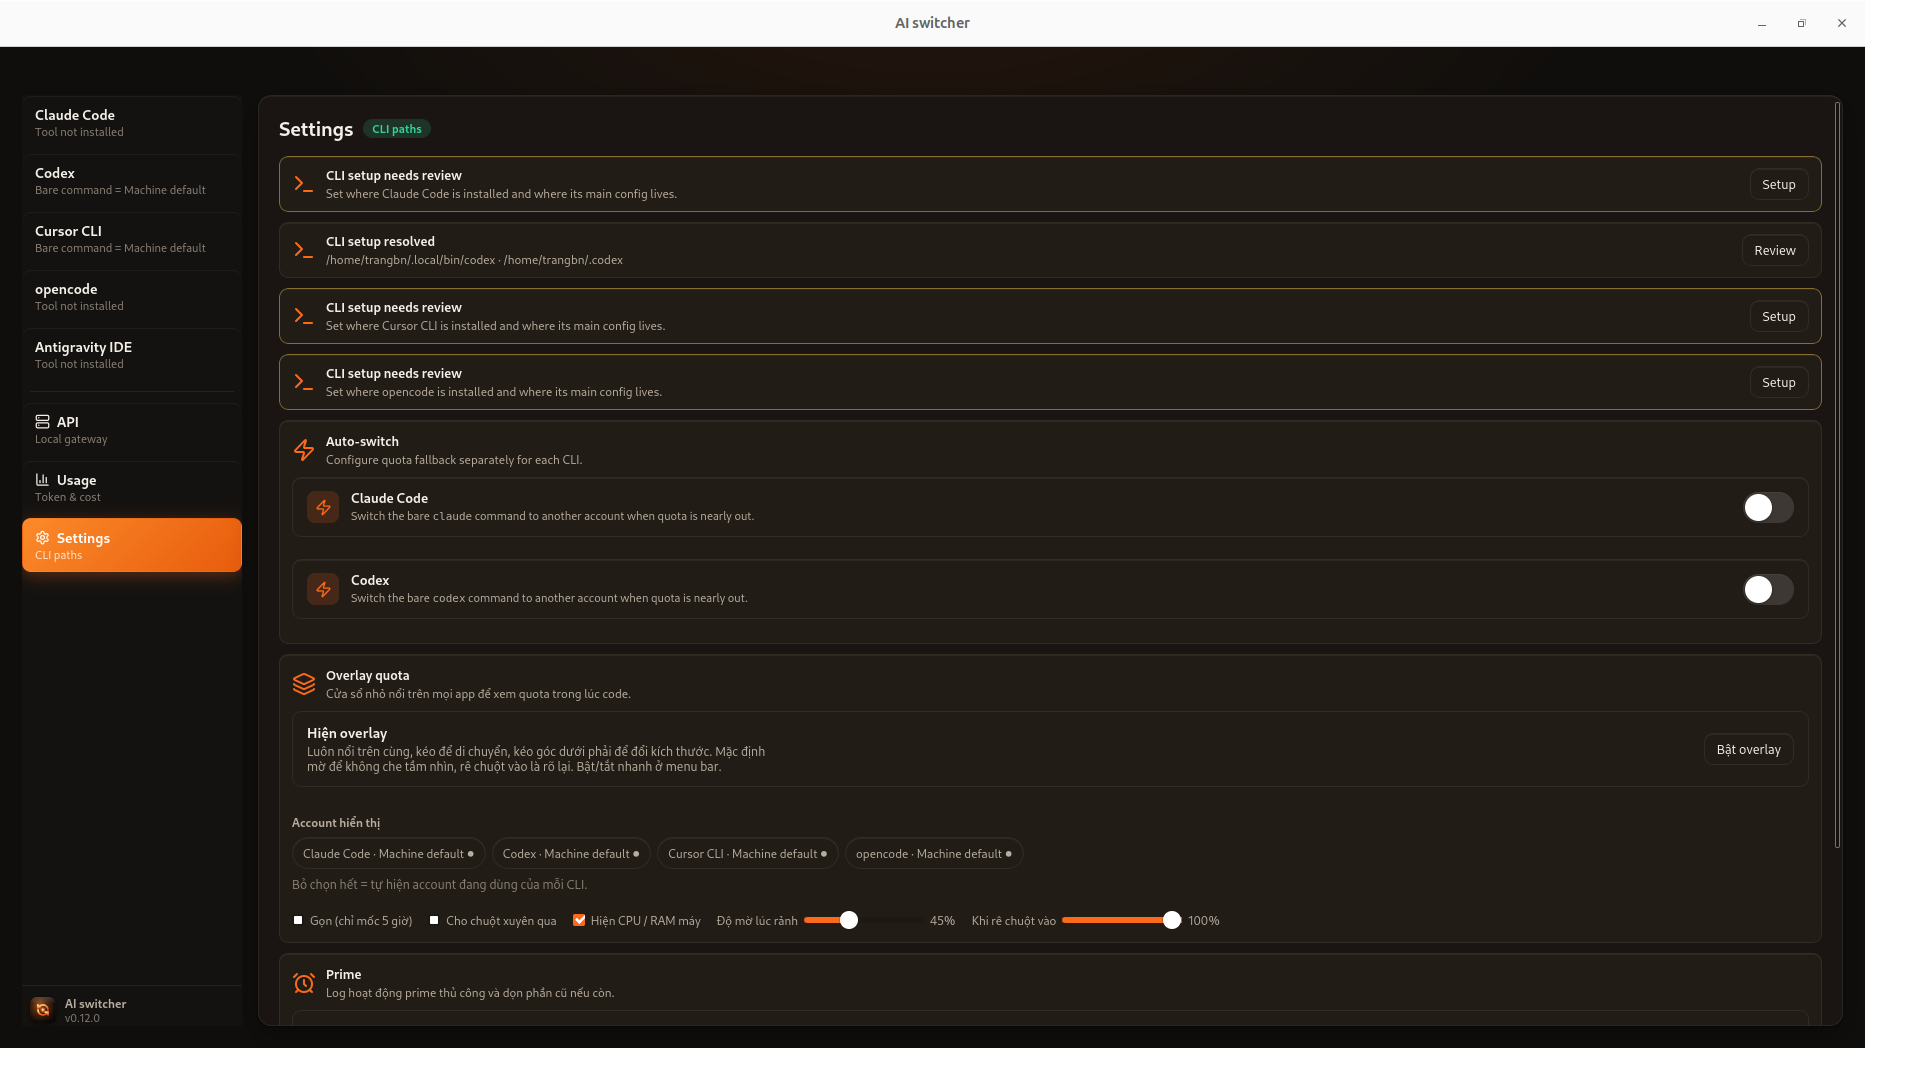 AI switcher
Claude Code
Tool not installed
Codex
Bare command = Machine default
Cursor CLI
Bare command = Machine default
opencode
Tool not installed
Antigravity IDE
Tool not installed
API
Local gateway
Usage
Token & cost
Settings
CLI paths
AI switcher
v0.12.0
Settings
CLI paths
CLI setup needs review
Set where Claude Code is installed and where its main config lives.
Setup
CLI setup resolved
/home/trangbn/.local/bin/codex · /home/trangbn/.codex
Review
CLI setup needs review
Set where Cursor CLI is installed and where its main config lives.
Setup
CLI setup needs review
Set where opencode is installed and where its main config lives.
Setup
Auto-switch
Configure quota fallback separately for each CLI.
Claude Code
Switch the bare claude command to another account when quota is nearly out.
Codex
Switch the bare codex command to another account when quota is nearly out.
Overlay quota
Cửa sổ nhỏ nổi trên mọi app để xem quota trong lúc code.
Hiện overlay
Luôn nổi trên cùng, kéo để di chuyển, kéo góc dưới phải để đổi kích thước. Mặc định
mờ để không che tầm nhìn, rê chuột vào là rõ lại. Bật/tắt nhanh ở menu bar.
Bật overlay
Account hiển thị
Claude Code · Machine default ●
Codex · Machine default ●
Cursor CLI · Machine default ●
opencode · Machine default ●
Bỏ chọn hết = tự hiện account đang dùng của mỗi CLI.
Gọn (chỉ mốc 5 giờ)
Cho chuột xuyên qua
Hiện CPU / RAM máy
Độ mờ lúc rảnh
45%
Khi rê chuột vào
100%
Prime
Log hoạt động prime thủ công và dọn phần cũ nếu còn.